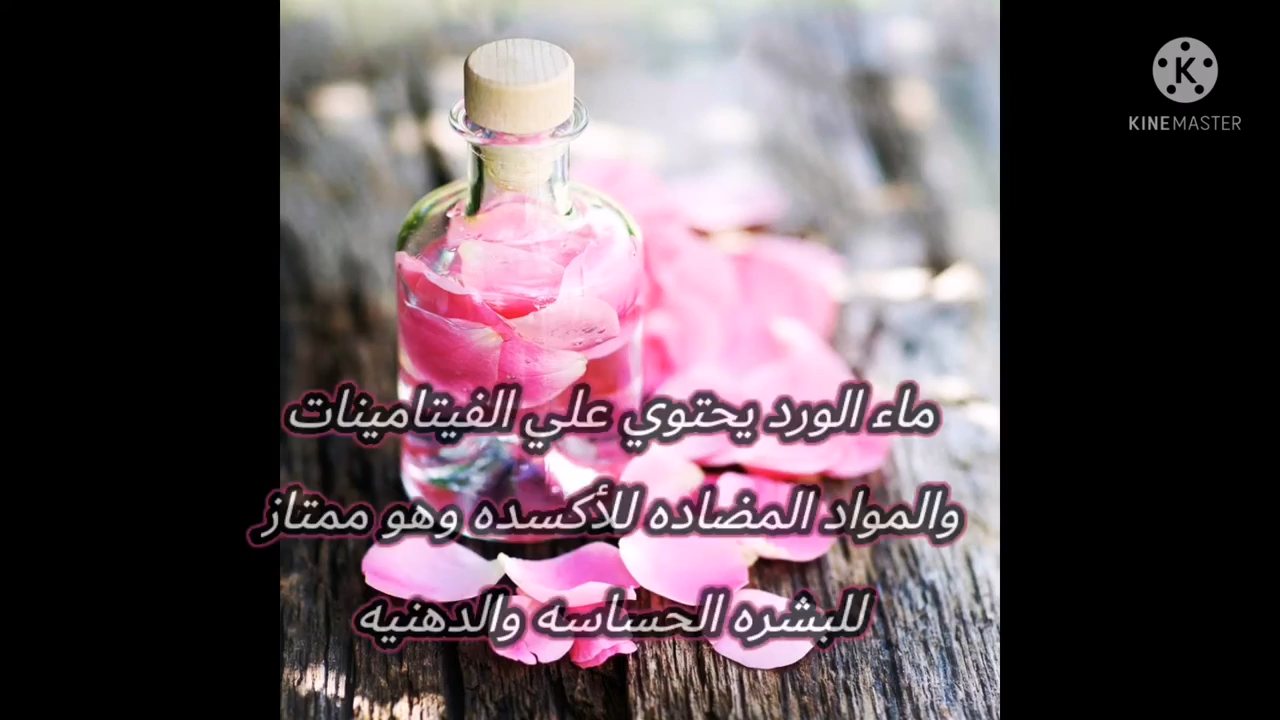 KINEMASTER
ماء الورد يحتوي علي الفيتامينات
والمواد المضاده للأكسده وهو ممتاز
للبشره الحساسه والدهنيه